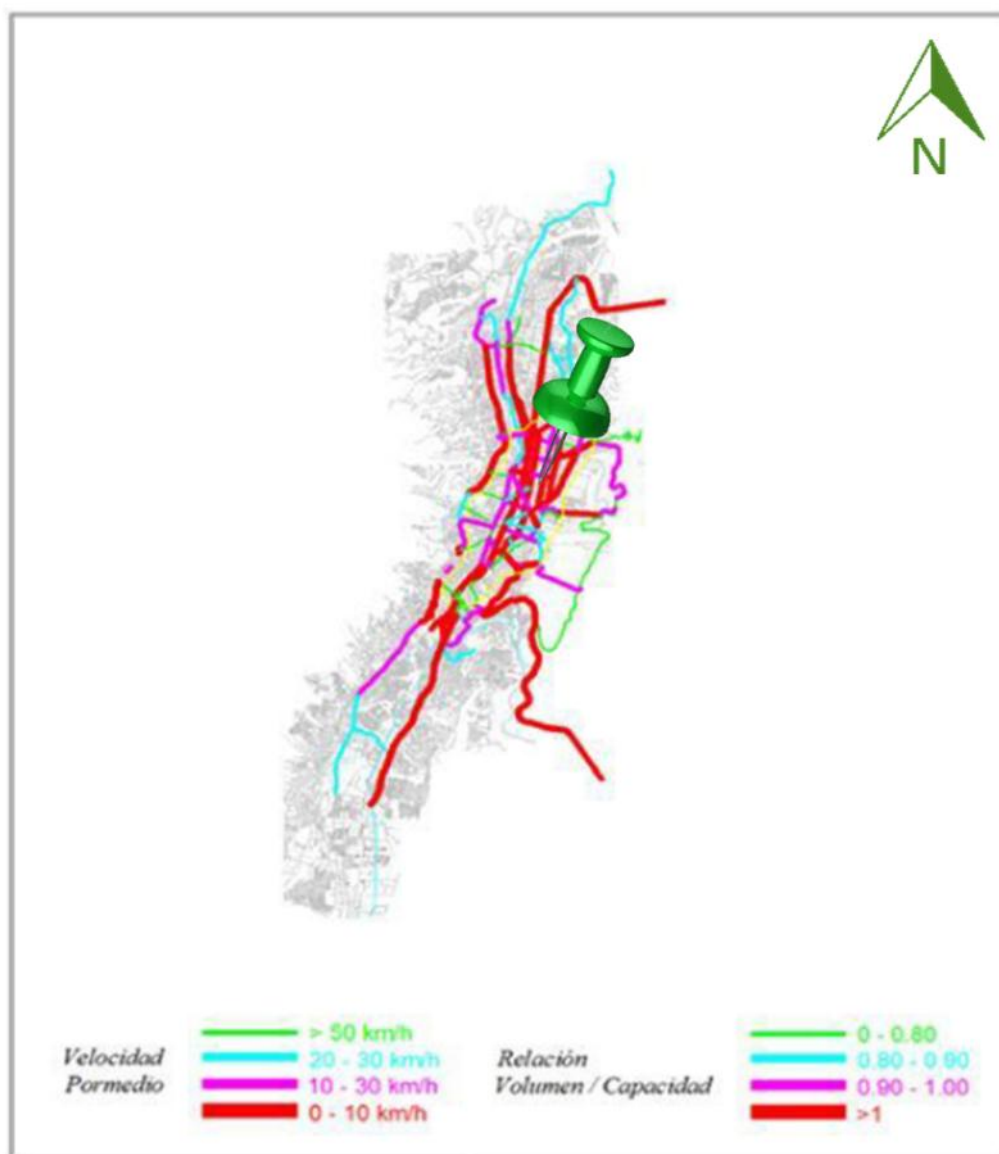 N
Velocidad
Pormedio
> 50 km/h
20 - 30 km/h
10 - 30 km/h
0 - 10 km/h
Relación
Volumen / Capacidad
0 - 0.80
0.80 - 0.90
0.90 - 1.00
>1